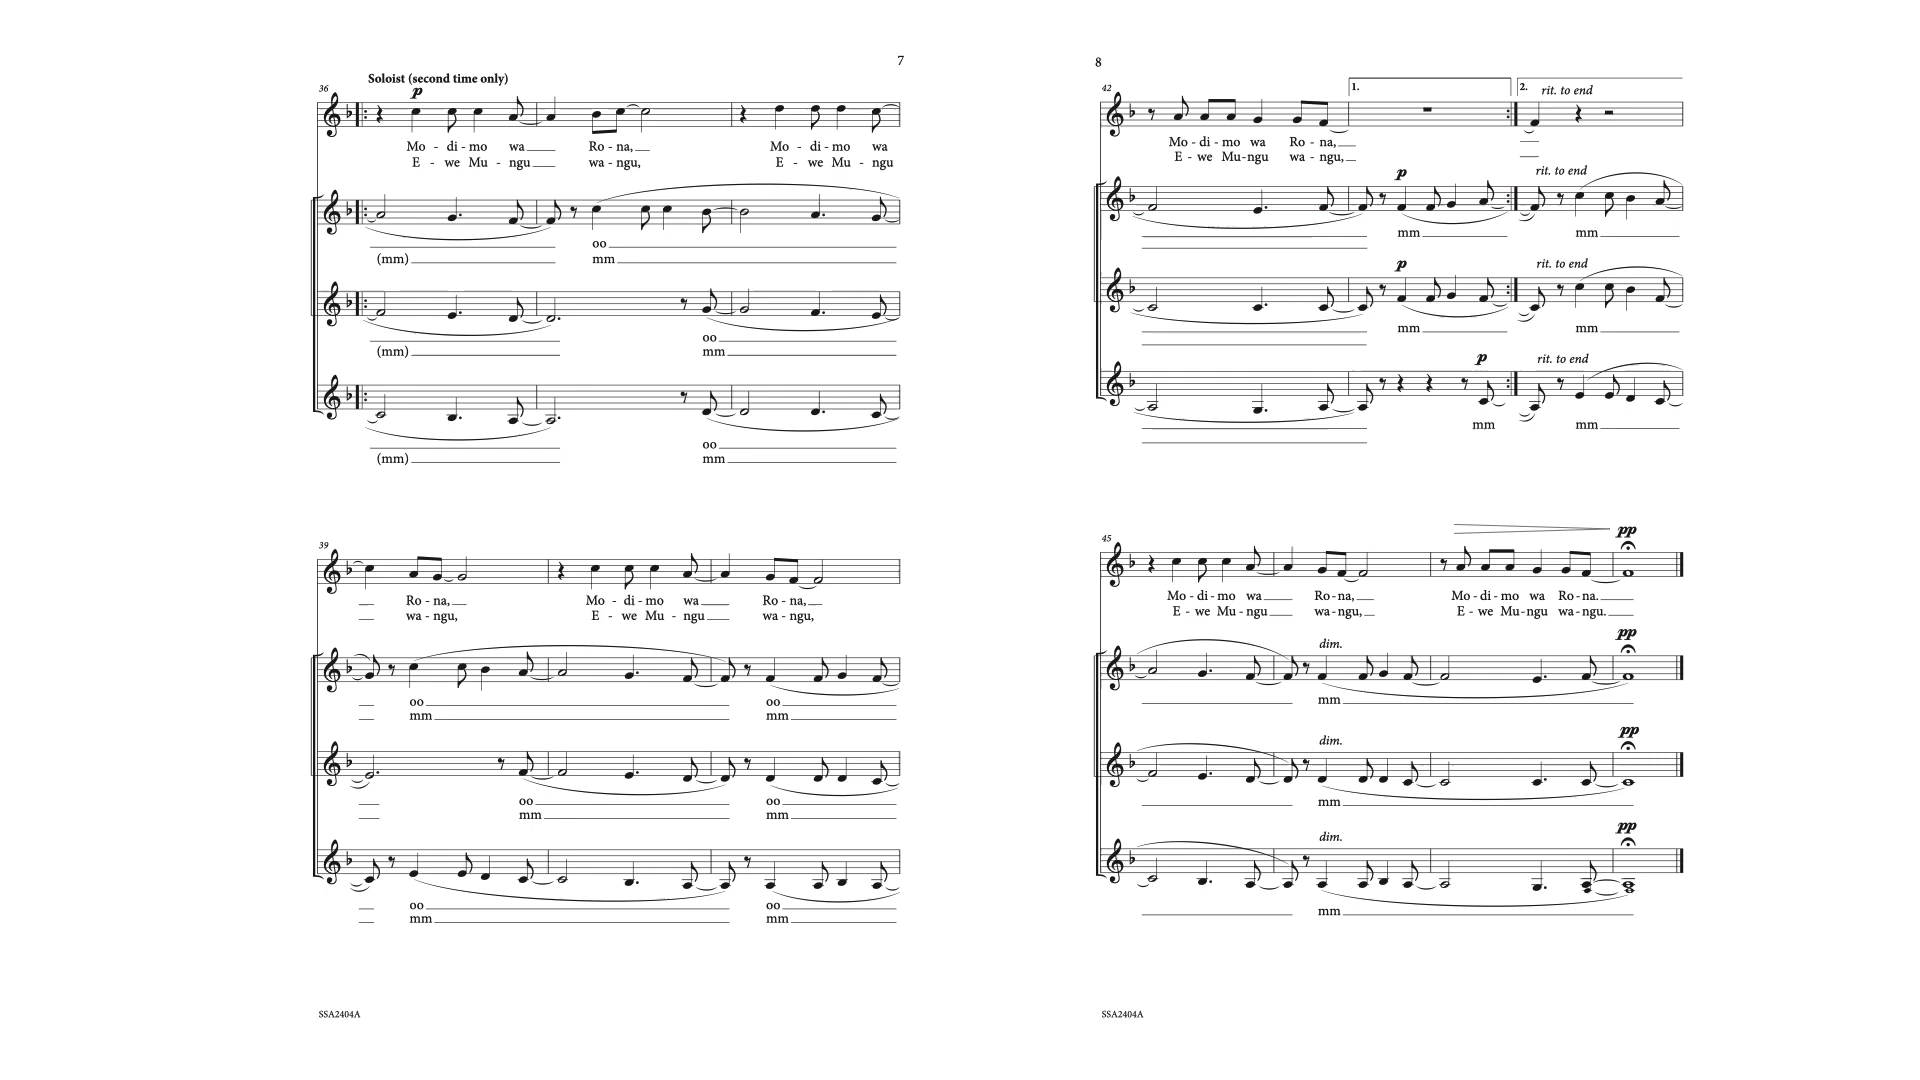 7
Soloist (second time only)
36
p
Mo - di - mo wa Ro - na, Mo - di - mo wa
E - we Mu - ngu wa - ngu, E - we Mu - ngu
oo
(mm) mm
oo
(mm) mm
oo
(mm) mm
39
Ro - na, Mo - di - mo wa Ro - na,
wa - ngu, E - we Mu - ngu wa - ngu,
oo oo
mm mm
oo oo
mm mm
oo oo
mm mm
SSA2404A
8
42 1. 2. rit. to end
Mo - di - mo wa Ro - na,
E - we Mu - ngu wa - ngu,
p rit. to end
mm mm
p rit. to end
mm mm
p rit. to end
mm mm
45 pp
Mo - di - mo wa Ro - na, Mo - di - mo wa Ro - na.
E - we Mu - ngu wa - ngu, E - we Mu - ngu wa - ngu.
dim. pp
mm
dim. pp
mm
dim. pp
mm
SSA2404A